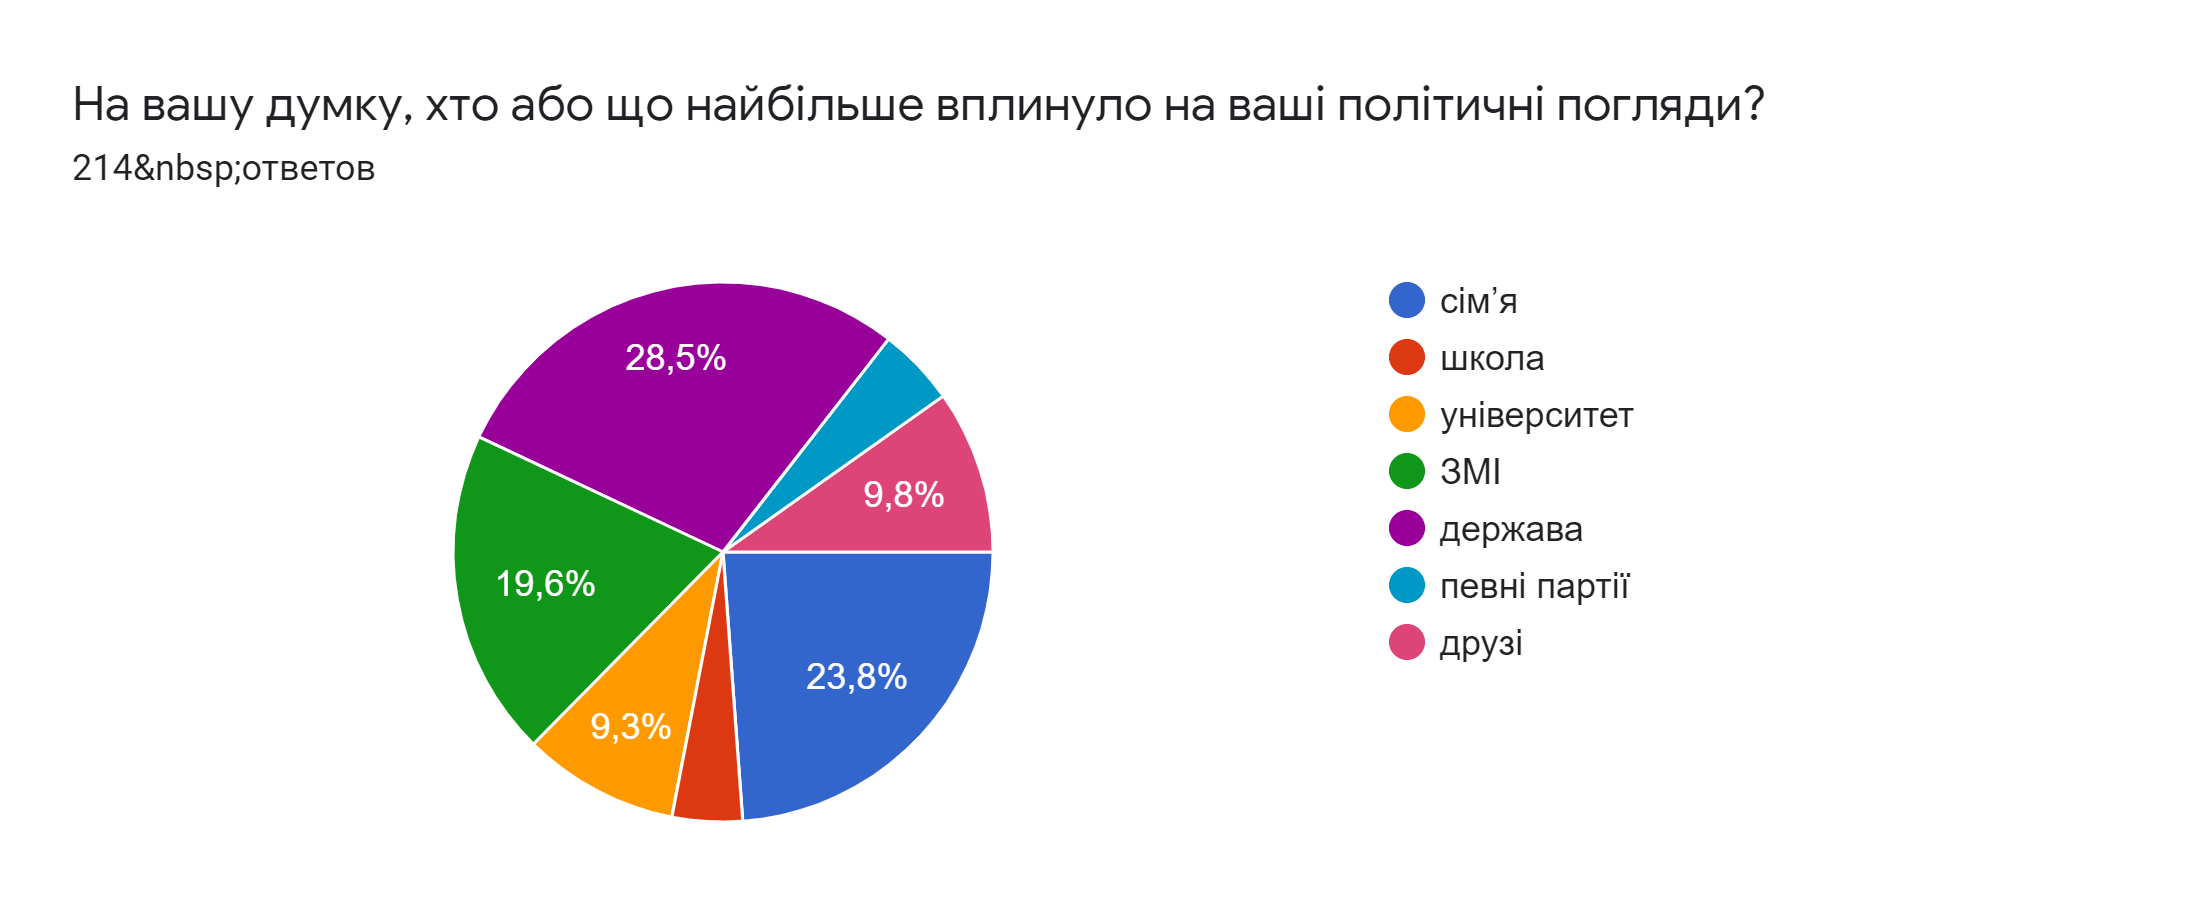 На вашу думку, хто або що найбільше вплинуло на ваші політичні погляди?
214&nbsp;ответов
28,5%
9,8%
19,6%
23,8%
9,3%
сім’я
школа
університет
ЗМІ
держава
певні партії
друзі